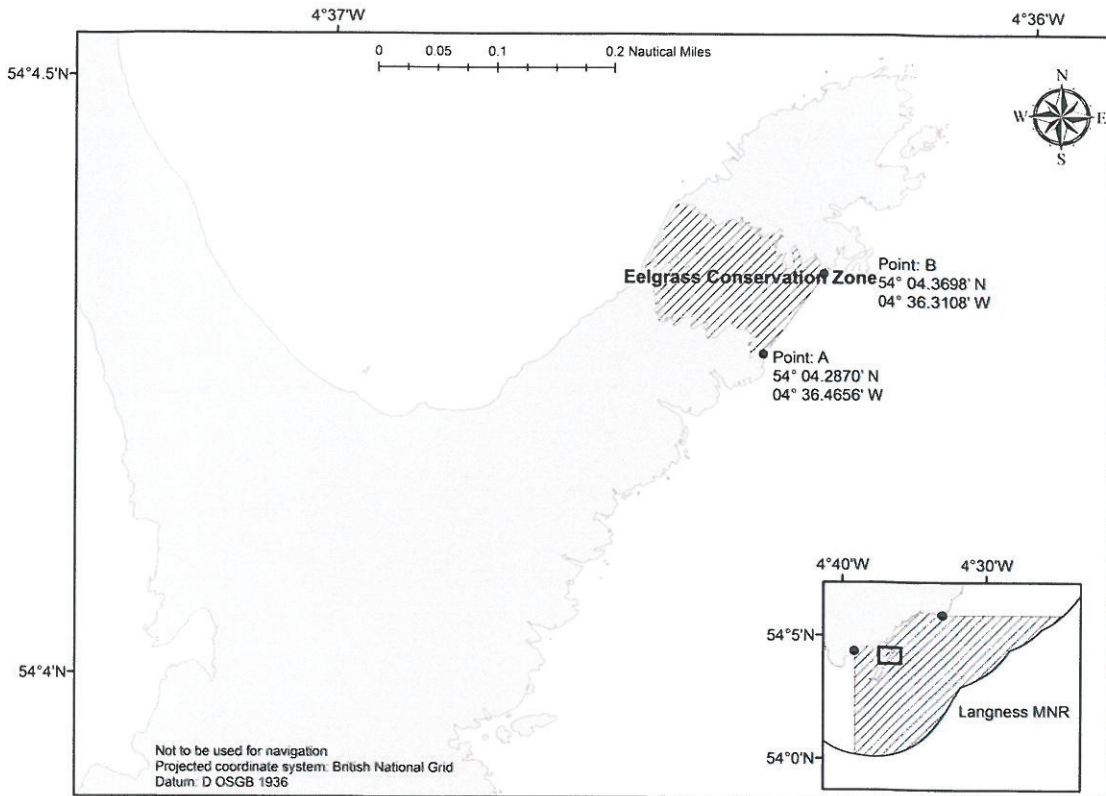 4°37'W
4°36'W
0 0.05 0.1 0.2 Nautical Miles
54°4.5'N
N
W E
S
Eelgrass Conservation Zone
Point: B
54° 04.3698' N
04° 36.3108' W
Point: A
54° 04.2870' N
04° 36.4656' W
4°40'W
4°30'W
54°5'N
54°4'N
Langness MNR
54°0'N
Not to be used for navigation
Projected coordinate system: British National Grid
Datum: D OSGB 1936